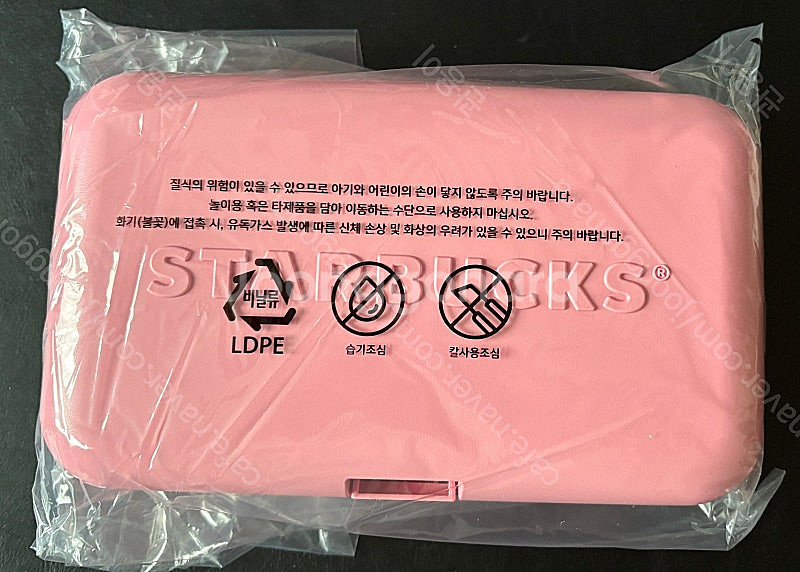 질식의 위험이 있을 수 있으므로 아기와 어린이의 손이 닿지 않도록 주의 바랍니다.
놀이용 혹은 타제품을 담아 이동하는 수단으로 사용하지 마십시오.
화기(불꽃)에 접촉 시, 유독가스 발생에 따른 신체 손상 및 화상의 우려가 있을 수 있으니 주의 바랍니다.
STARBUCKS®
비닐류
LDPE
습기조심
칼사용조심
cafe.naver.com/joonggonara